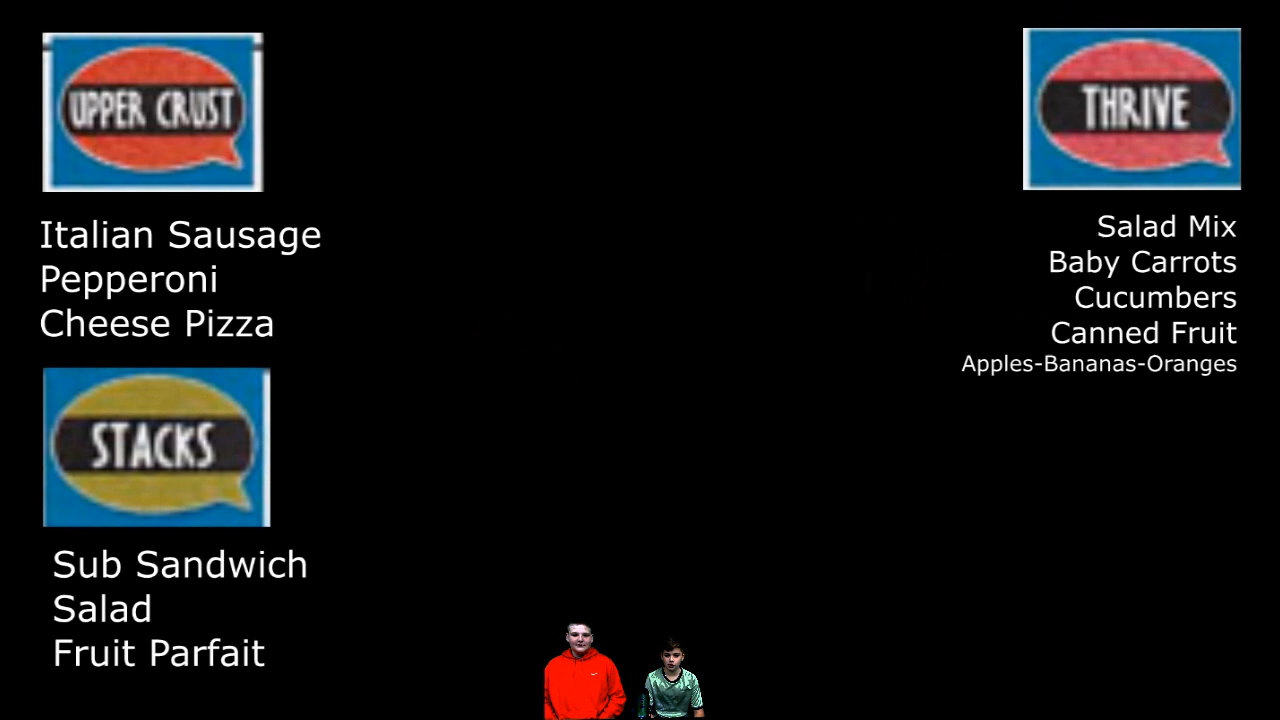 UPPER CRUST
Italian Sausage
Pepperoni
Cheese Pizza
STACKS
Sub Sandwich
Salad
Fruit Parfait
THRIVE
Salad Mix
Baby Carrots
Cucumbers
Canned Fruit
Apples-Bananas-Oranges